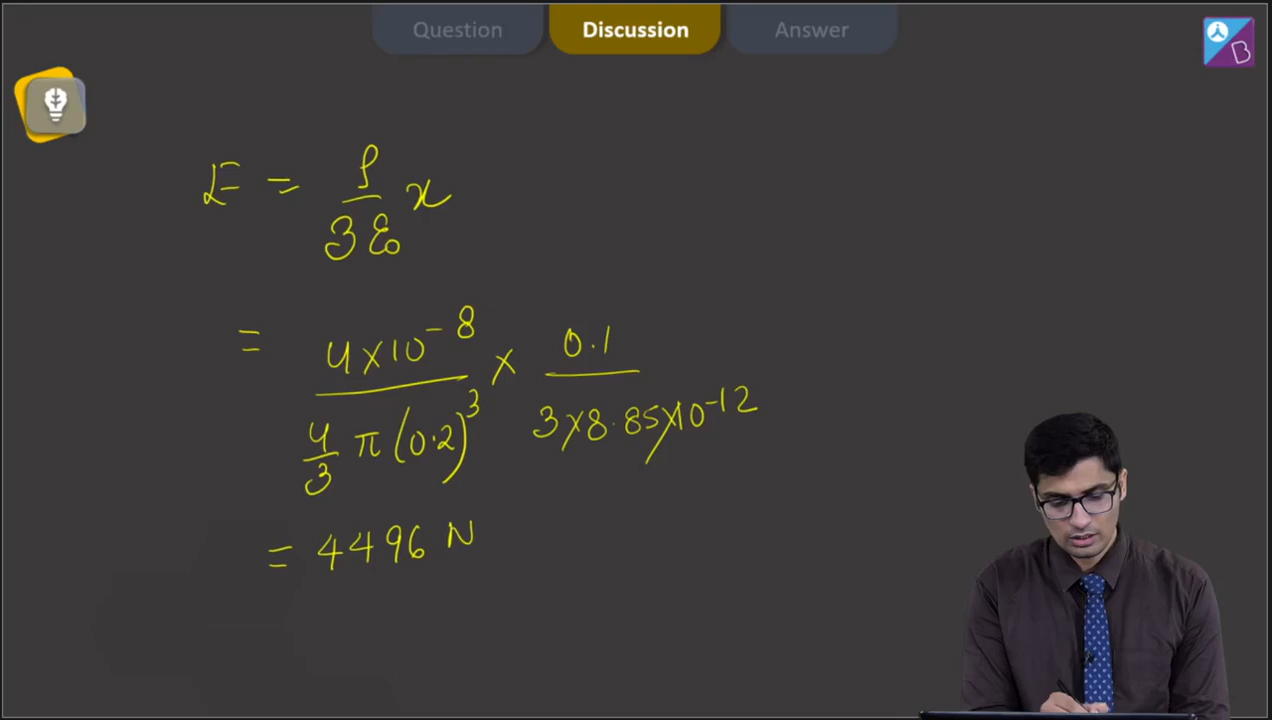 Question Discussion Answer
E = ρ/3ε₀ x
= 4×10⁻⁸/(4/3 π(0.2)³) × 0.1/(3×8.85×10⁻¹²)
= 4496 N
B